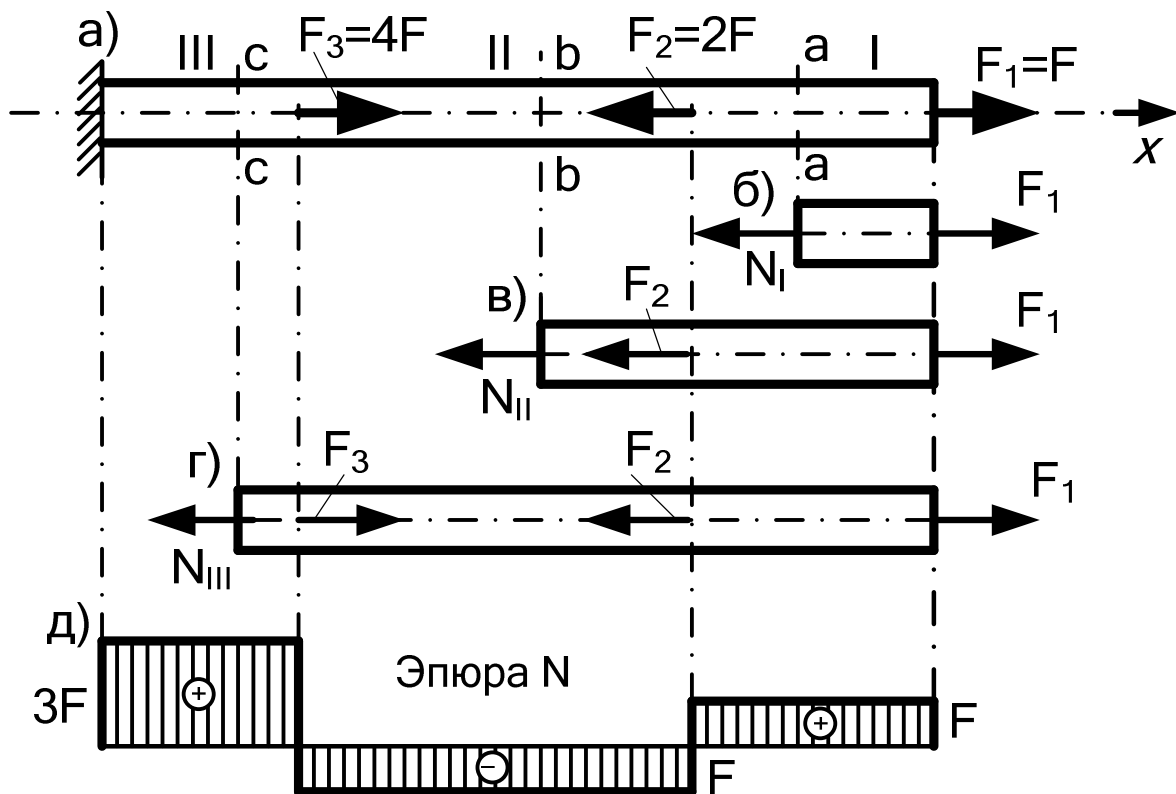 а) III c F₃=4F II b F₂=2F a I F₁=F
x
c b a
б) N_I F₁
в) N_II F₂ F₁
г) N_III F₃ F₂ F₁
д)
Эпюра N
3F + − F + F